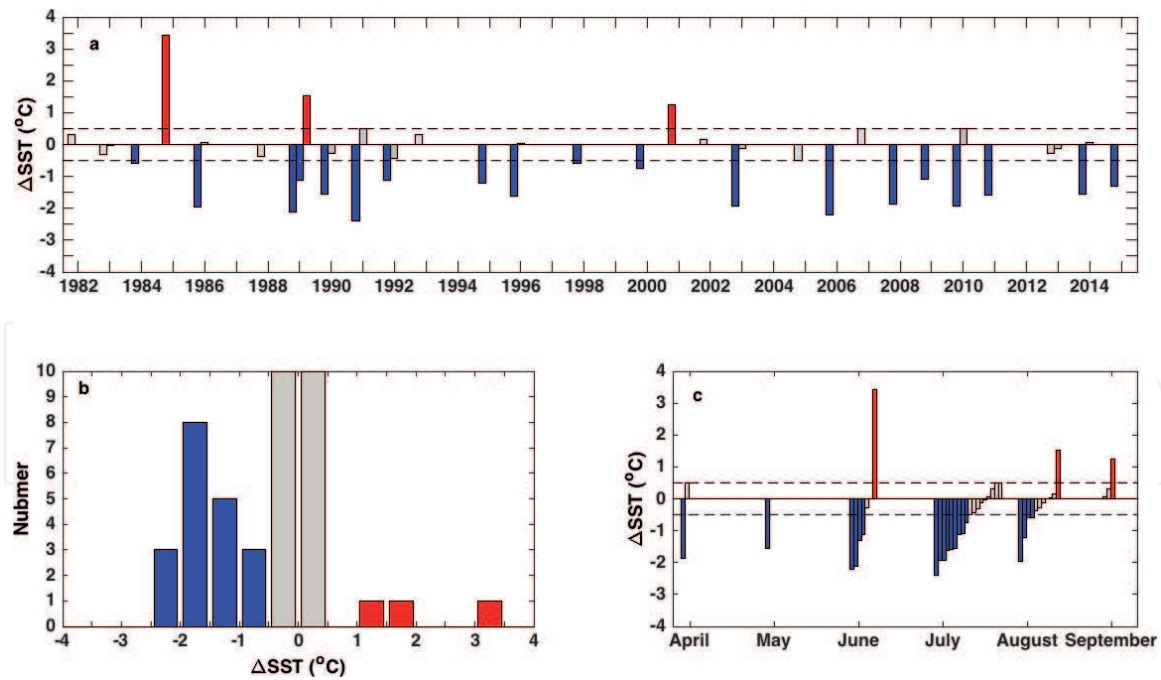 a
4
3
2
1
0
-1
-2
-3
-4
ΔSST (°C)
1982 1984 1986 1988 1990 1992 1994 1996 1998 2000 2002 2004 2006 2008 2010 2012 2014
b
10
9
8
7
6
5
4
3
2
1
0
Nubmer
-4 -3 -2 -1 0 1 2 3 4
ΔSST (°C)
c
4
3
2
1
0
-1
-2
-3
-4
ΔSST (°C)
April May June July August September